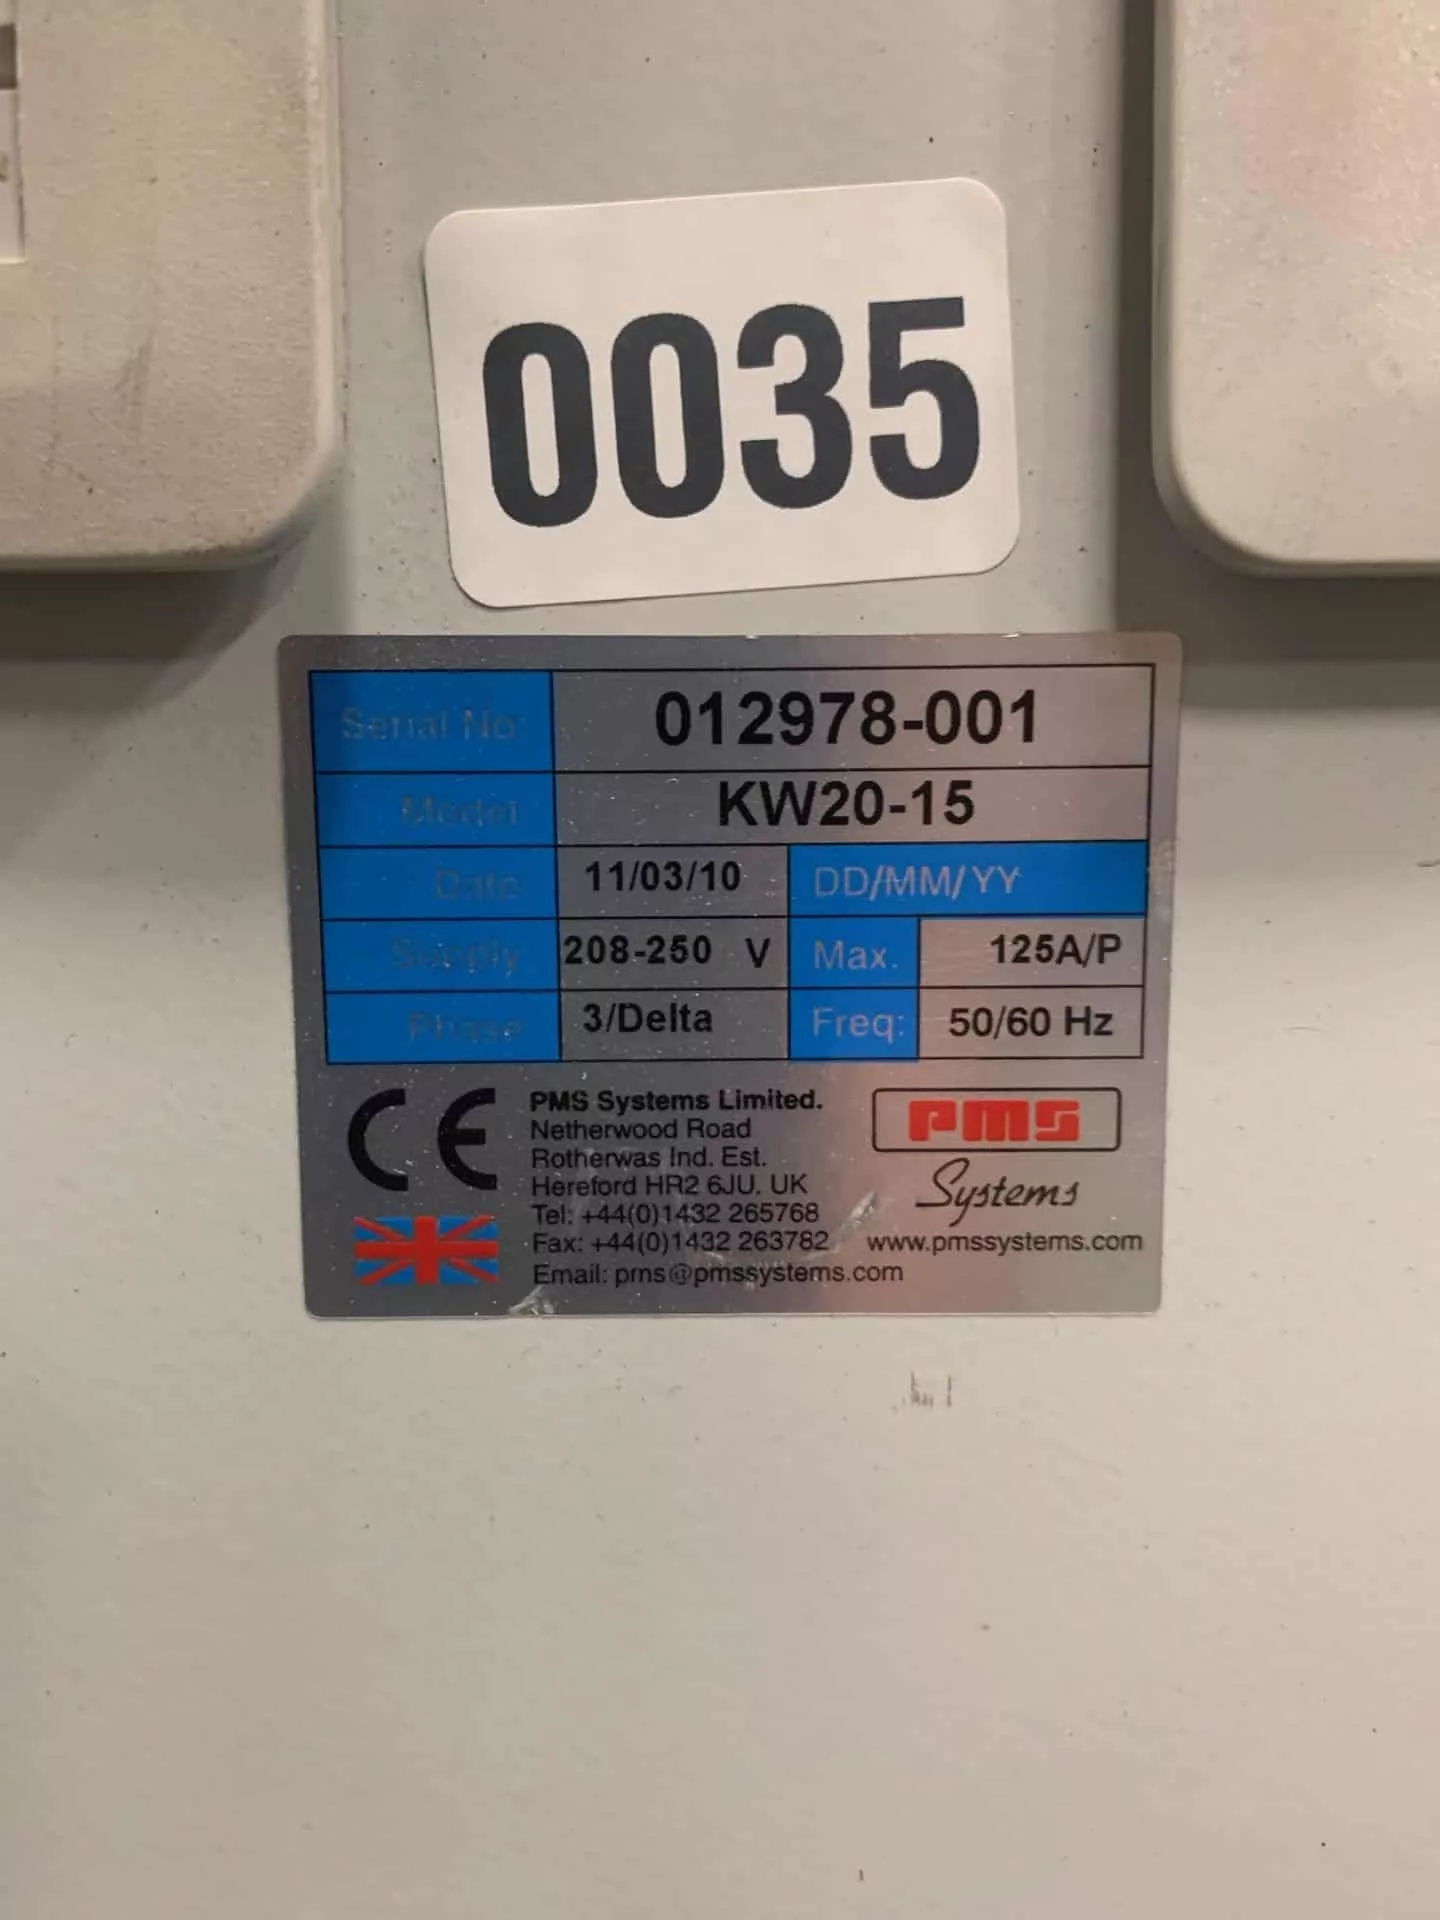 0035
Serial No: 012978-001
Model KW20-15
Date 11/03/10 DD/MM/YY
Supply 208-250 V Max. 125A/P
Phase 3/Delta Freq: 50/60 Hz
CE
PMS Systems Limited.
Netherwood Road
Rotherwas Ind. Est.
Hereford HR2 6JU. UK
Tel: +44(0)1432 265768
Fax: +44(0)1432 263782
Email: pms@pmssystems.com
PMS
Systems
www.pmssystems.com